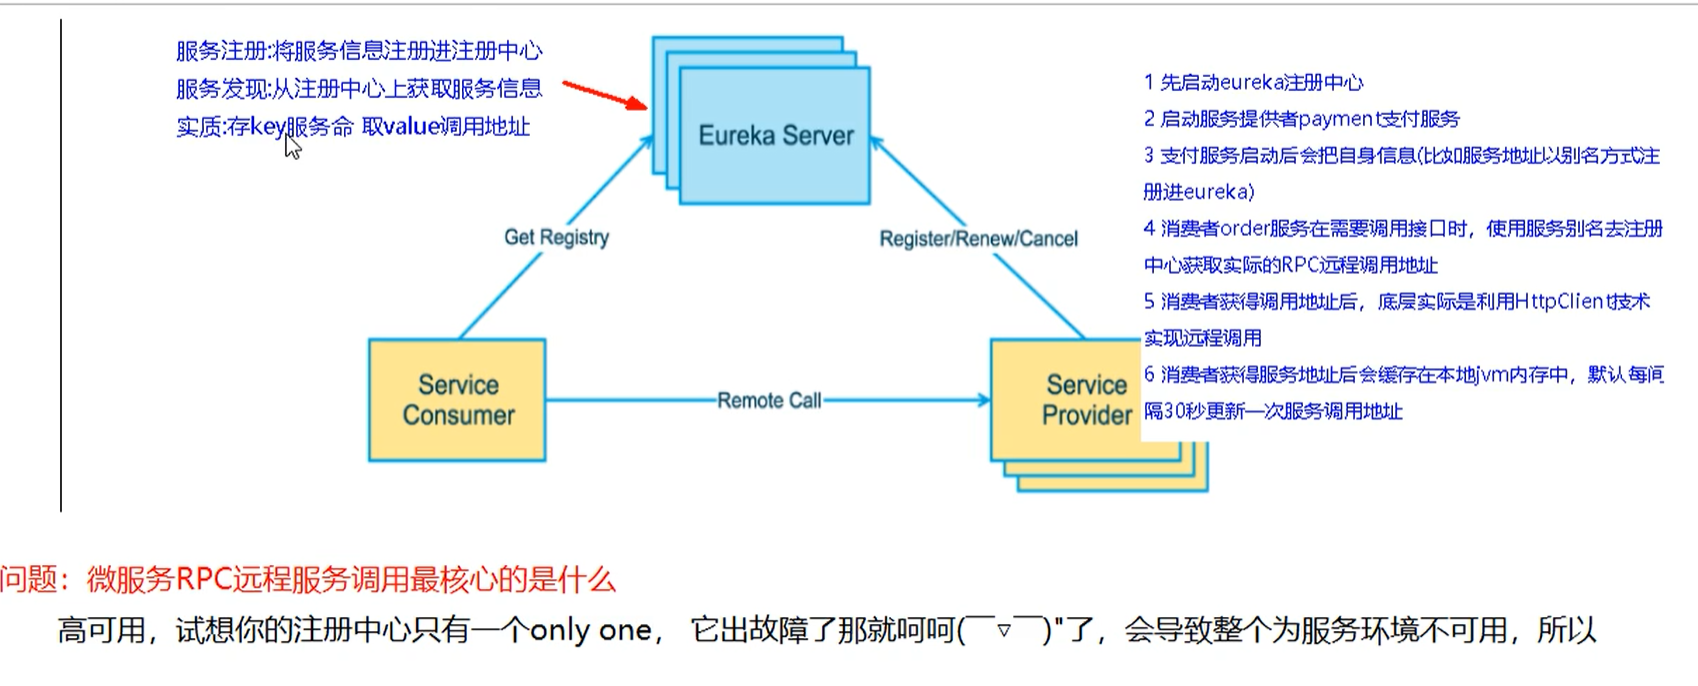 服务注册:将服务信息注册进注册中心
服务发现:从注册中心上获取服务信息
实质:存key服务命 取value调用地址
Eureka Server
Get Registry
Register/Renew/Cancel
Service
Consumer
Remote Call
Service
Provider
1 先启动eureka注册中心
2 启动服务提供者payment支付服务
3 支付服务启动后会把自身信息(比如服务地址以别名方式注
册进eureka)
4 消费者order服务在需要调用接口时，使用服务别名去注册
中心获取实际的RPC远程调用地址
5 消费者获得调用地址后，底层实际是利用HttpClient技术
实现远程调用
6 消费者获得服务地址后会缓存在本地jvm内存中，默认每间
隔30秒更新一次服务调用地址
问题：微服务RPC远程服务调用最核心的是什么
高可用，试想你的注册中心只有一个only one， 它出故障了那就呵呵(￣▽￣)"了，会导致整个为服务环境不可用，所以